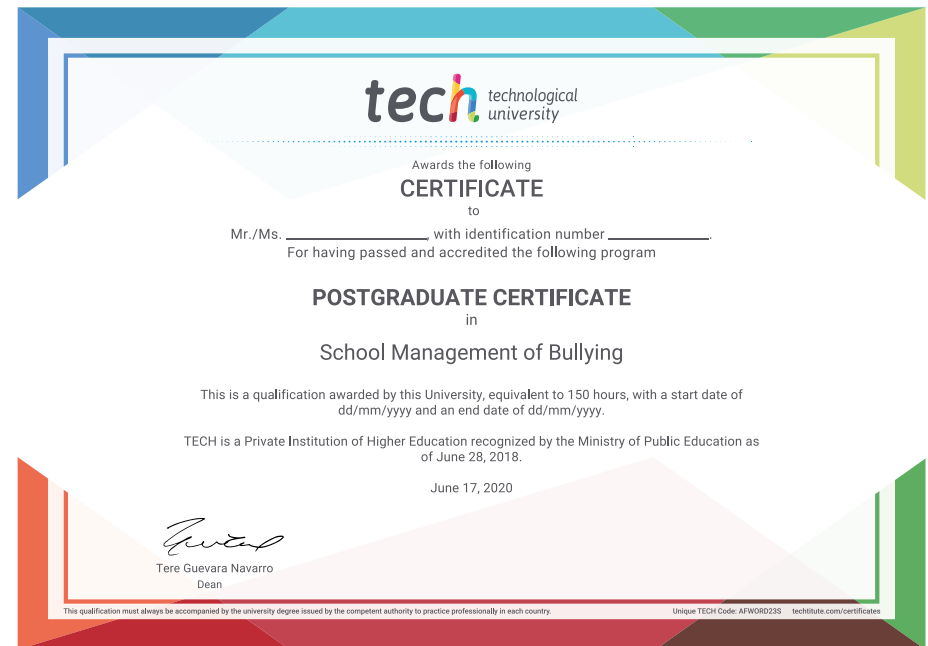 tech technological
university
Awards the following
CERTIFICATE
to
Mr./Ms. ____________________, with identification number ______________.
For having passed and accredited the following program
POSTGRADUATE CERTIFICATE
in
School Management of Bullying
This is a qualification awarded by this University, equivalent to 150 hours, with a start date of
dd/mm/yyyy and an end date of dd/mm/yyyy.
TECH is a Private Institution of Higher Education recognized by the Ministry of Public Education as
of June 28, 2018.
June 17, 2020
Tere Guevara Navarro
Dean
This qualification must always be accompanied by the university degree issued by the competent authority to practice professionally in each country. Unique TECH Code: AFWORD23S techtitute.com/certificates